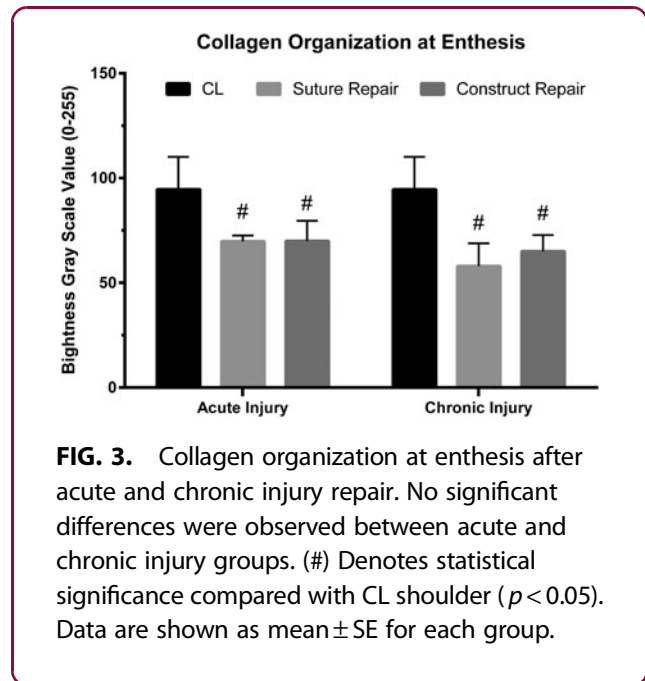 Collagen Organization at Enthesis
150
CL Suture Repair Construct Repair
Bightness Gray Scale Value (0-255)
100
# # # #
50
0
Acute Injury Chronic Injury
FIG. 3. Collagen organization at enthesis after
acute and chronic injury repair. No significant
differences were observed between acute and
chronic injury groups. (#) Denotes statistical
significance compared with CL shoulder (p<0.05).
Data are shown as mean±SE for each group.